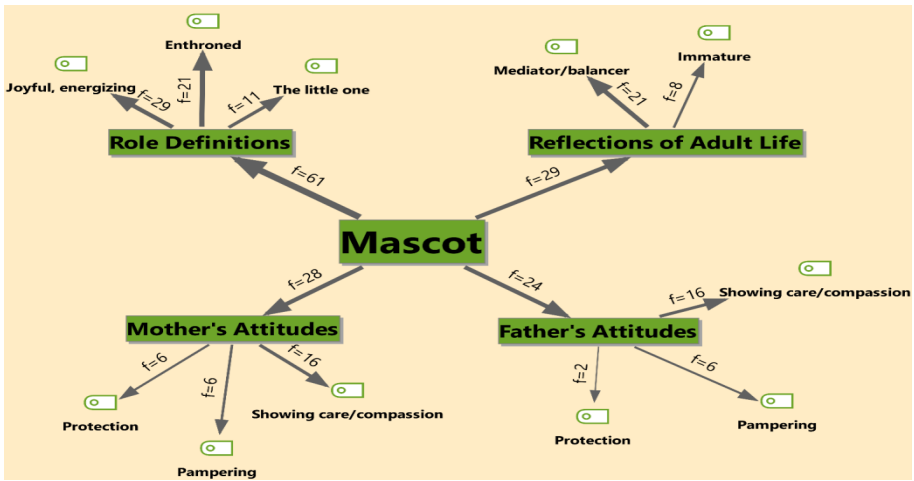 Enthroned
Joyful, energizing
The little one
f=29
f=21
f=11
Role Definitions
f=61
Mediator/balancer
Immature
f=21
f=8
Reflections of Adult Life
f=29
Mascot
f=28
f=24
Mother's Attitudes
f=6
f=6
f=16
Protection
Pampering
Showing care/compassion
Father's Attitudes
f=16
Showing care/compassion
f=2
f=6
Protection
Pampering